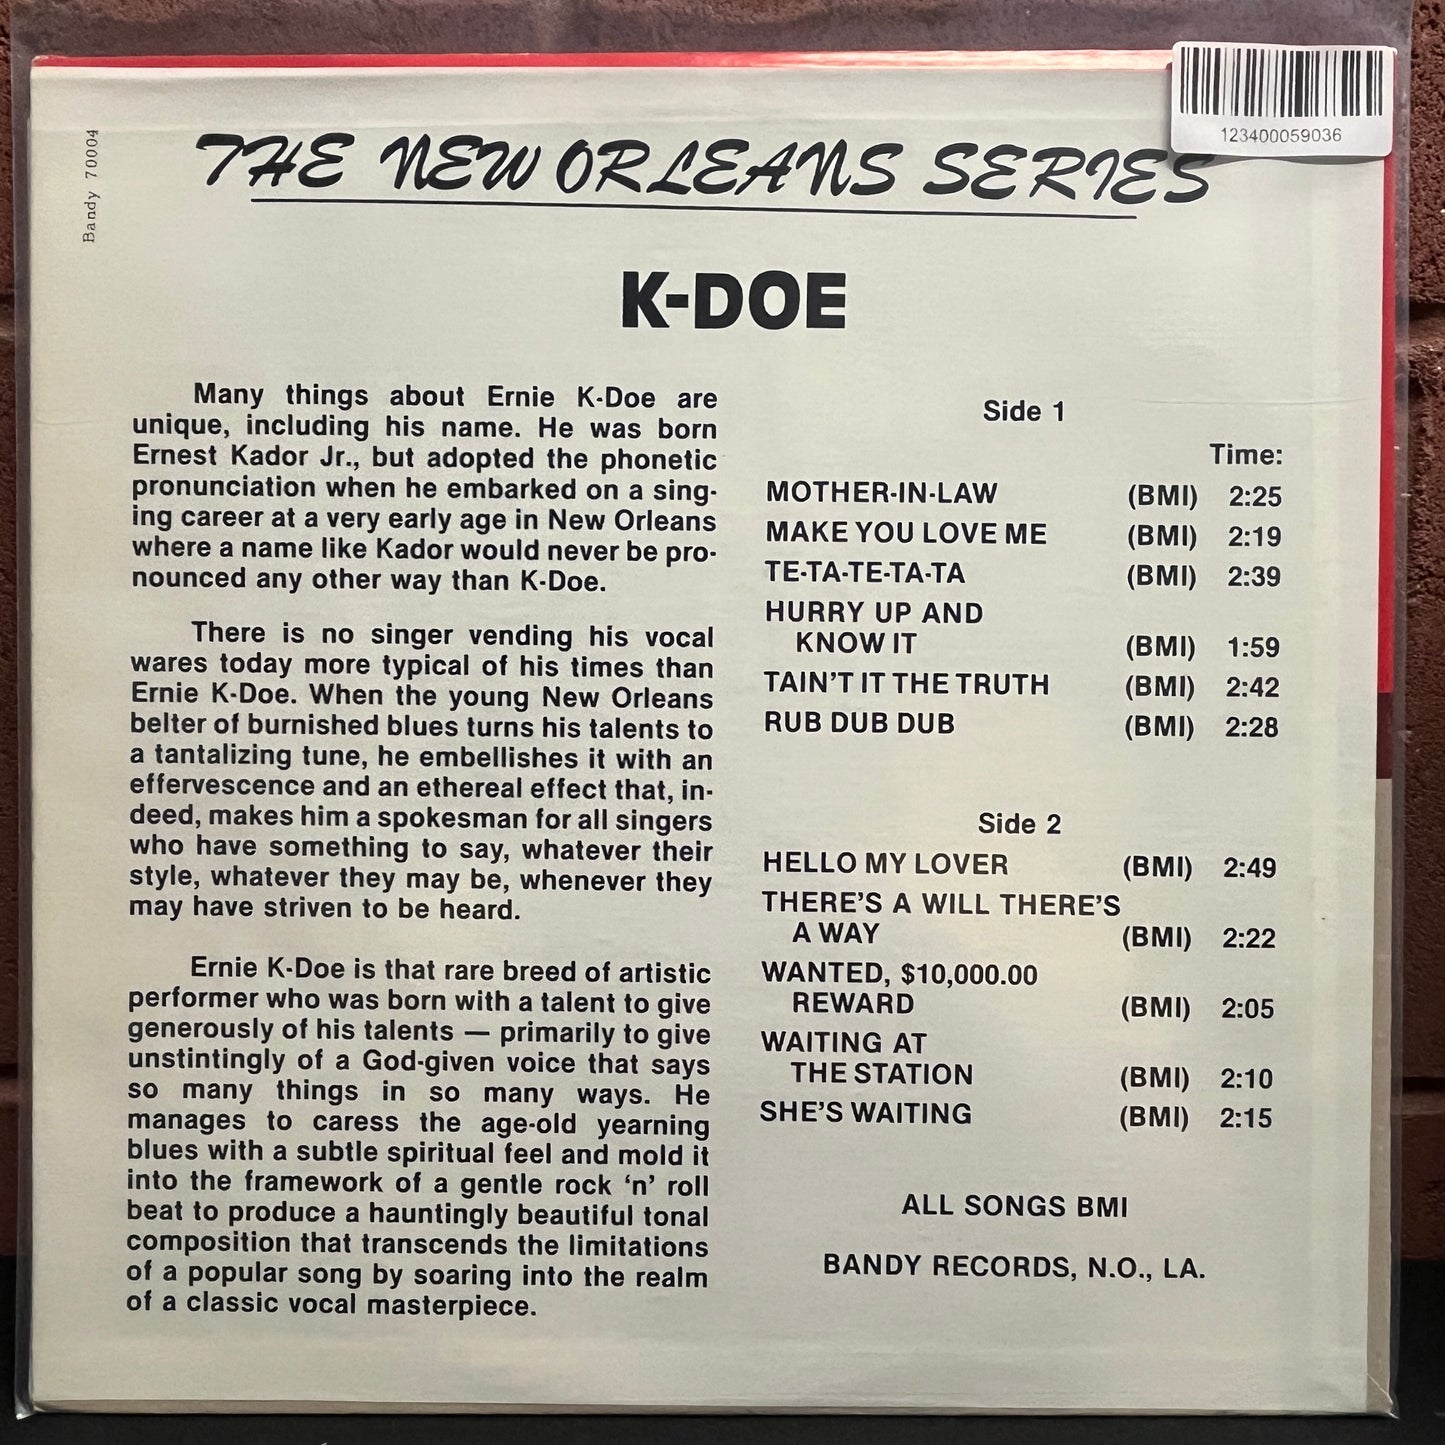 123400059036
Bandy 70004
THE NEW ORLEANS SERIES
K-DOE
Many things about Ernie K-Doe are
unique, including his name. He was born
Ernest Kador Jr., but adopted the phonetic
pronunciation when he embarked on a sing-
ing career at a very early age in New Orleans
where a name like Kador would never be pro-
nounced any other way than K-Doe.
There is no singer vending his vocal
wares today more typical of his times than
Ernie K-Doe. When the young New Orleans
belter of burnished blues turns his talents to
a tantalizing tune, he embellishes it with an
effervescence and an ethereal effect that, in-
deed, makes him a spokesman for all singers
who have something to say, whatever their
style, whatever they may be, whenever they
may have striven to be heard.
Ernie K-Doe is that rare breed of artistic
performer who was born with a talent to give
generously of his talents — primarily to give
unstintingly of a God-given voice that says
so many things in so many ways. He
manages to caress the age-old yearning
blues with a subtle spiritual feel and mold it
into the framework of a gentle rock ‘n’ roll
beat to produce a hauntingly beautiful tonal
composition that transcends the limitations
of a popular song by soaring into the realm
of a classic vocal masterpiece.
Side 1
Time:
MOTHER-IN-LAW (BMI) 2:25
MAKE YOU LOVE ME (BMI) 2:19
TE-TA-TE-TA-TA (BMI) 2:39
HURRY UP AND
KNOW IT (BMI) 1:59
TAIN’T IT THE TRUTH (BMI) 2:42
RUB DUB DUB (BMI) 2:28
Side 2
HELLO MY LOVER (BMI) 2:49
THERE’S A WILL THERE’S
A WAY (BMI) 2:22
WANTED, $10,000.00
REWARD (BMI) 2:05
WAITING AT
THE STATION (BMI) 2:10
SHE’S WAITING (BMI) 2:15
ALL SONGS BMI
BANDY RECORDS, N.O., LA.